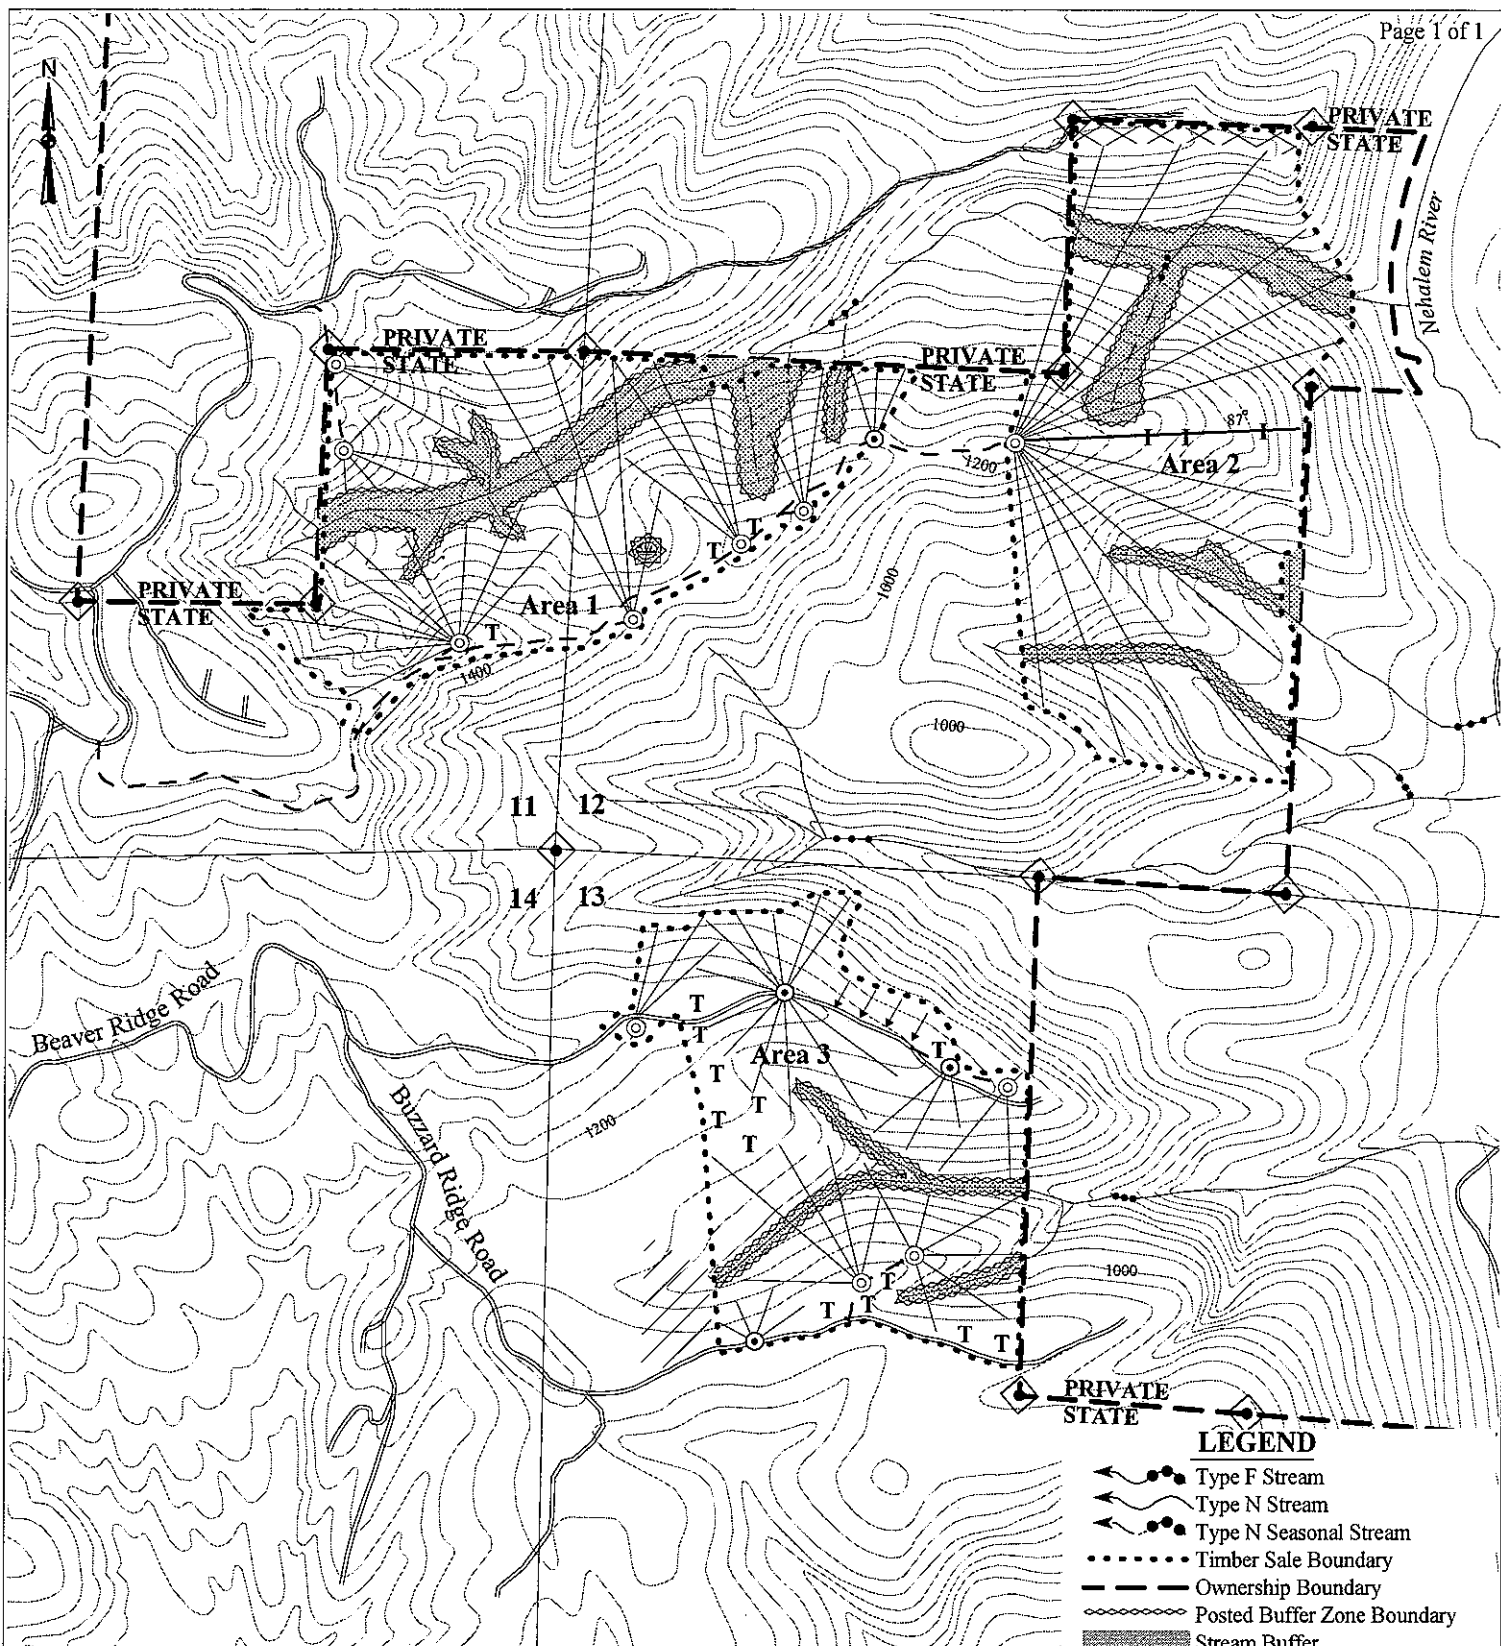 Page 1 of 1
N
PRIVATE
STATE
Nehalem River
PRIVATE
STATE
PRIVATE
STATE
87°
I I I
1200
Area 2
T
T
1000
PRIVATE
STATE
Area 1
T
1400
1000
11 12
14 13
Beaver Ridge Road
T
T
Area 3
T
T
T
T
T
1200
Buzzard Ridge Road
1000
T
T
T
T
T
PRIVATE
STATE
LEGEND
Type F Stream
Type N Stream
Type N Seasonal Stream
Timber Sale Boundary
Ownership Boundary
Posted Buffer Zone Boundary
Stream Buffer